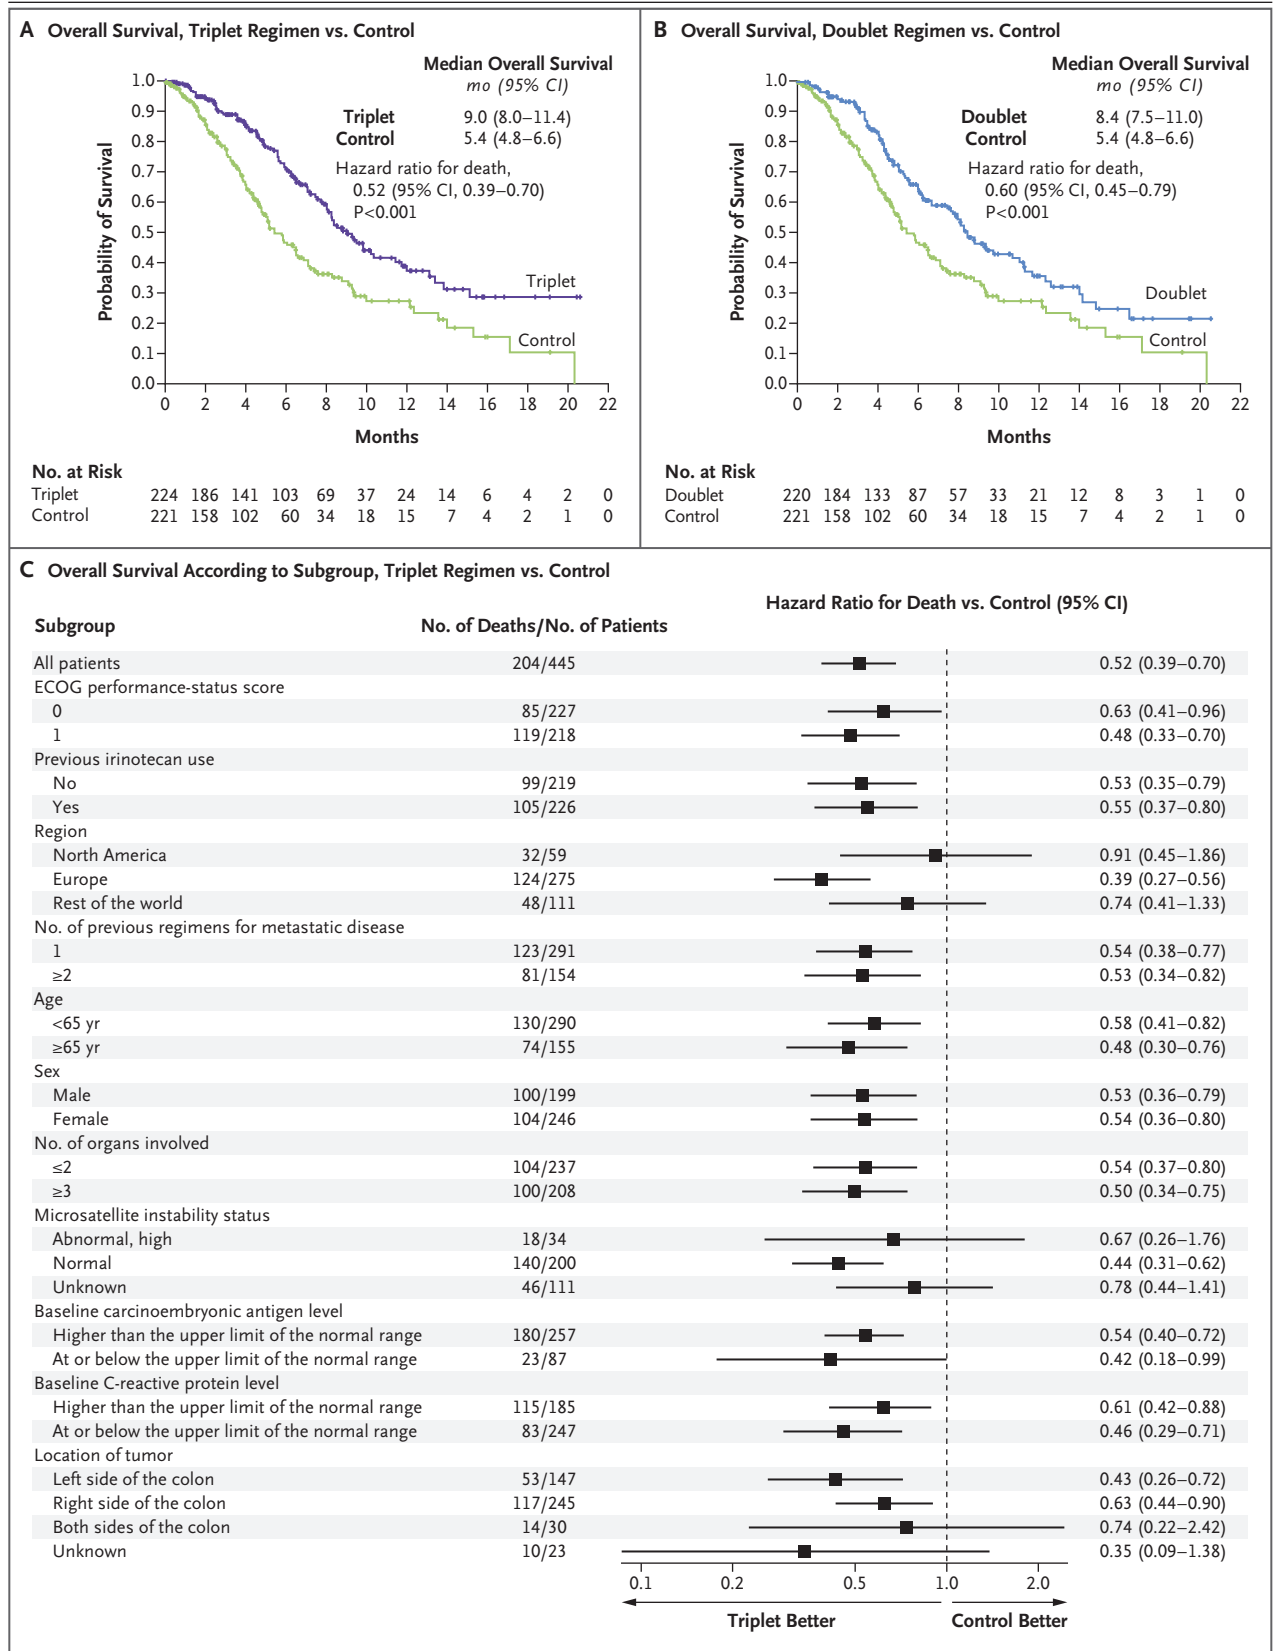 A Overall Survival, Triplet Regimen vs. Control
Median Overall Survival
mo (95% CI)
Triplet 9.0 (8.0–11.4)
Control 5.4 (4.8–6.6)
Hazard ratio for death,
0.52 (95% CI, 0.39–0.70)
P<0.001
Probability of Survival
1.0
0.9
0.8
0.7
0.6
0.5
0.4
0.3
0.2
0.1
0.0
Triplet
Control
0 2 4 6 8 10 12 14 16 18 20 22
Months
No. at Risk
Triplet 224 186 141 103 69 37 24 14 6 4 2 0
Control 221 158 102 60 34 18 15 7 4 2 1 0
B Overall Survival, Doublet Regimen vs. Control
Median Overall Survival
mo (95% CI)
Doublet 8.4 (7.5–11.0)
Control 5.4 (4.8–6.6)
Hazard ratio for death,
0.60 (95% CI, 0.45–0.79)
P<0.001
Probability of Survival
1.0
0.9
0.8
0.7
0.6
0.5
0.4
0.3
0.2
0.1
0.0
Doublet
Control
0 2 4 6 8 10 12 14 16 18 20 22
Months
No. at Risk
Doublet 220 184 133 87 57 33 21 12 8 3 1 0
Control 221 158 102 60 34 18 15 7 4 2 1 0
C Overall Survival According to Subgroup, Triplet Regimen vs. Control
Subgroup No. of Deaths/No. of Patients Hazard Ratio for Death vs. Control (95% CI)
All patients 204/445 0.52 (0.39–0.70)
ECOG performance-status score
0 85/227 0.63 (0.41–0.96)
1 119/218 0.48 (0.33–0.70)
Previous irinotecan use
No 99/219 0.53 (0.35–0.79)
Yes 105/226 0.55 (0.37–0.80)
Region
North America 32/59 0.91 (0.45–1.86)
Europe 124/275 0.39 (0.27–0.56)
Rest of the world 48/111 0.74 (0.41–1.33)
No. of previous regimens for metastatic disease
1 123/291 0.54 (0.38–0.77)
≥2 81/154 0.53 (0.34–0.82)
Age
<65 yr 130/290 0.58 (0.41–0.82)
≥65 yr 74/155 0.48 (0.30–0.76)
Sex
Male 100/199 0.53 (0.36–0.79)
Female 104/246 0.54 (0.36–0.80)
No. of organs involved
≤2 104/237 0.54 (0.37–0.80)
≥3 100/208 0.50 (0.34–0.75)
Microsatellite instability status
Abnormal, high 18/34 0.67 (0.26–1.76)
Normal 140/200 0.44 (0.31–0.62)
Unknown 46/111 0.78 (0.44–1.41)
Baseline carcinoembryonic antigen level
Higher than the upper limit of the normal range 180/257 0.54 (0.40–0.72)
At or below the upper limit of the normal range 23/87 0.42 (0.18–0.99)
Baseline C-reactive protein level
Higher than the upper limit of the normal range 115/185 0.61 (0.42–0.88)
At or below the upper limit of the normal range 83/247 0.46 (0.29–0.71)
Location of tumor
Left side of the colon 53/147 0.43 (0.26–0.72)
Right side of the colon 117/245 0.63 (0.44–0.90)
Both sides of the colon 14/30 0.74 (0.22–2.42)
Unknown 10/23 0.35 (0.09–1.38)
0.1 0.2 0.5 1.0 2.0
Triplet Better Control Better